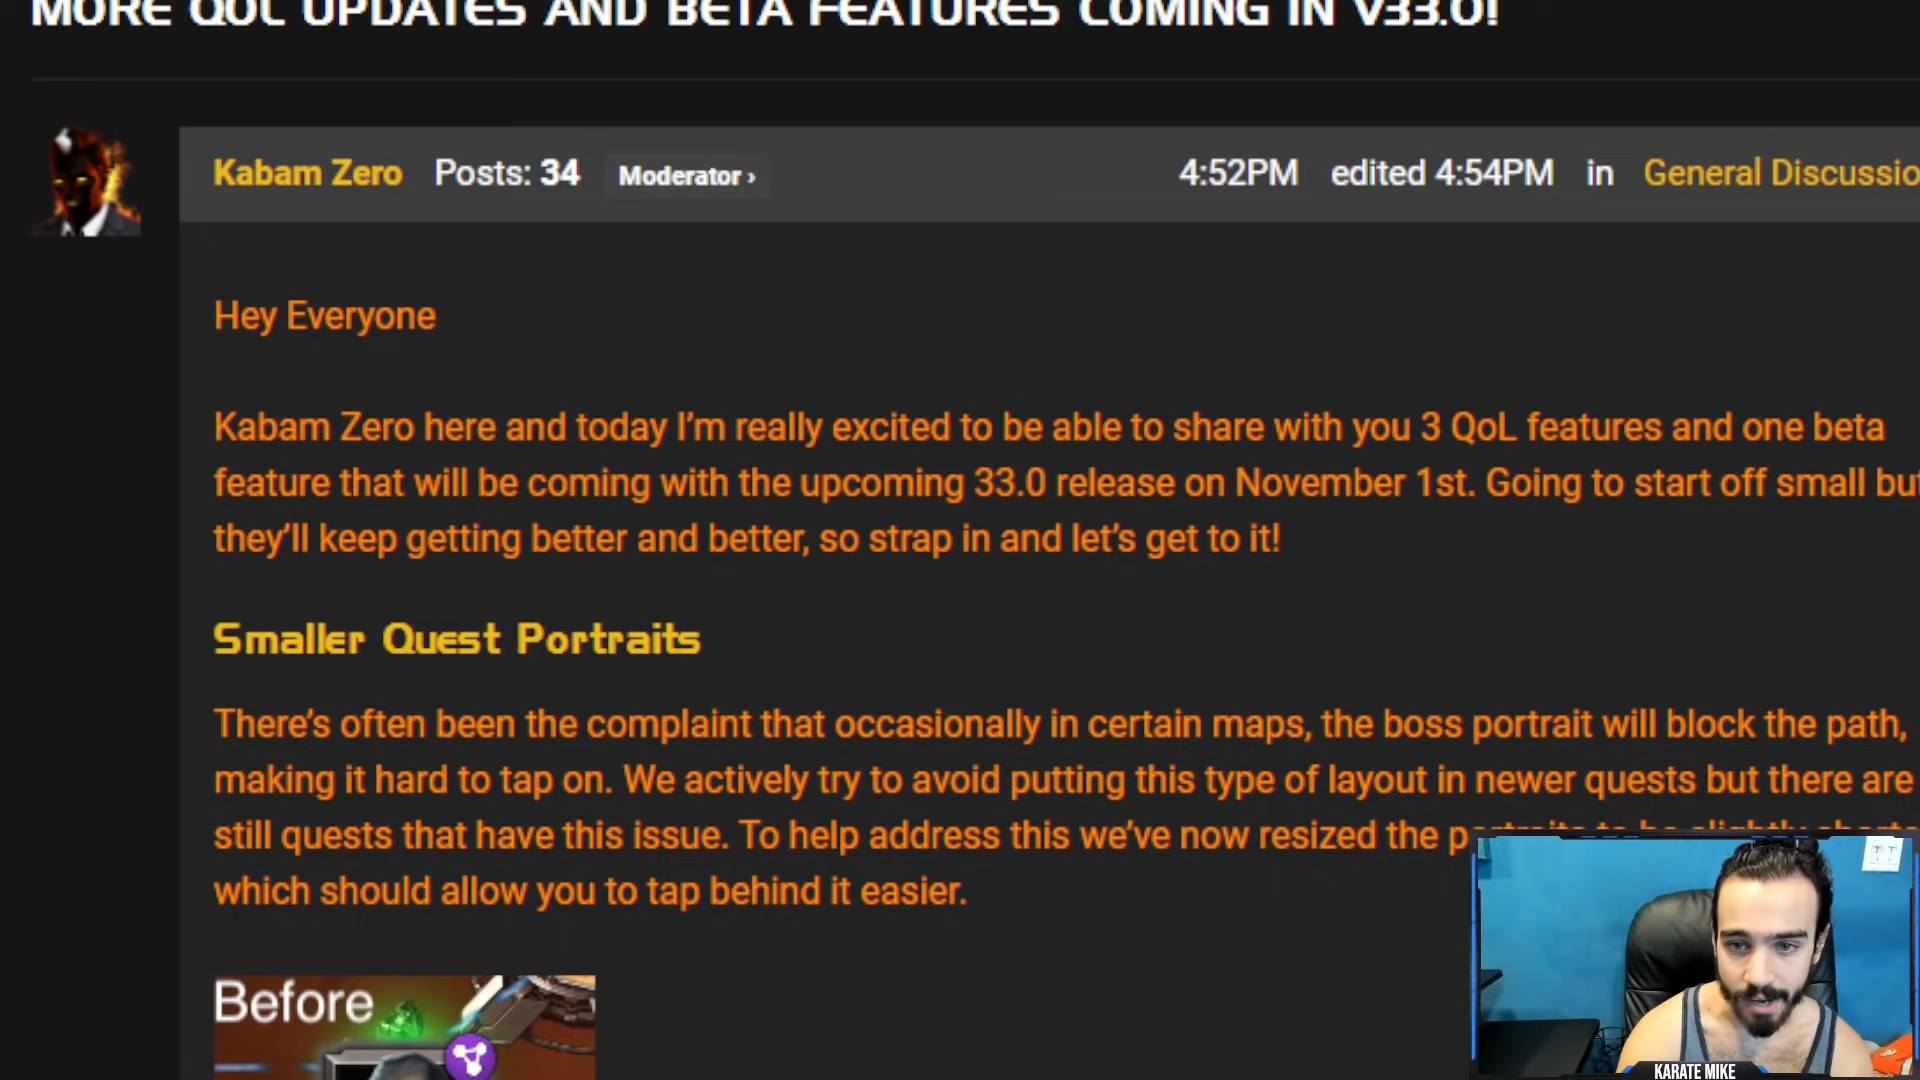 MORE QOL UPDATES AND BETA FEATURES COMING IN V33.0!
Kabam Zero Posts: 34 Moderator › 4:52PM edited 4:54PM in General
Hey Everyone
Kabam Zero here and today I’m really excited to be able to share with you 3 QoL features and one beta
feature that will be coming with the upcoming 33.0 release on November 1st. Going to start off small but
they’ll keep getting better and better, so strap in and let’s get to it!
Smaller Quest Portraits
There’s often been the complaint that occasionally in certain maps, the boss portrait will block the path,
making it hard to tap on. We actively try to avoid putting this type of layout in newer quests but there are
still quests that have this issue. To help address this we’ve now resized the
which should allow you to tap behind it easier.
Before
KARATE MIKE